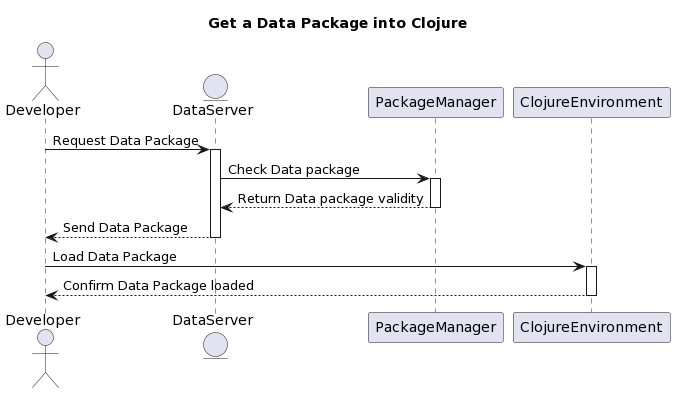 Get a Data Package into Clojure
Developer
DataServer
PackageManager
ClojureEnvironment
Request Data Package
Check Data package
Return Data package validity
Send Data Package
Load Data Package
Confirm Data Package loaded
Developer
DataServer
PackageManager
ClojureEnvironment